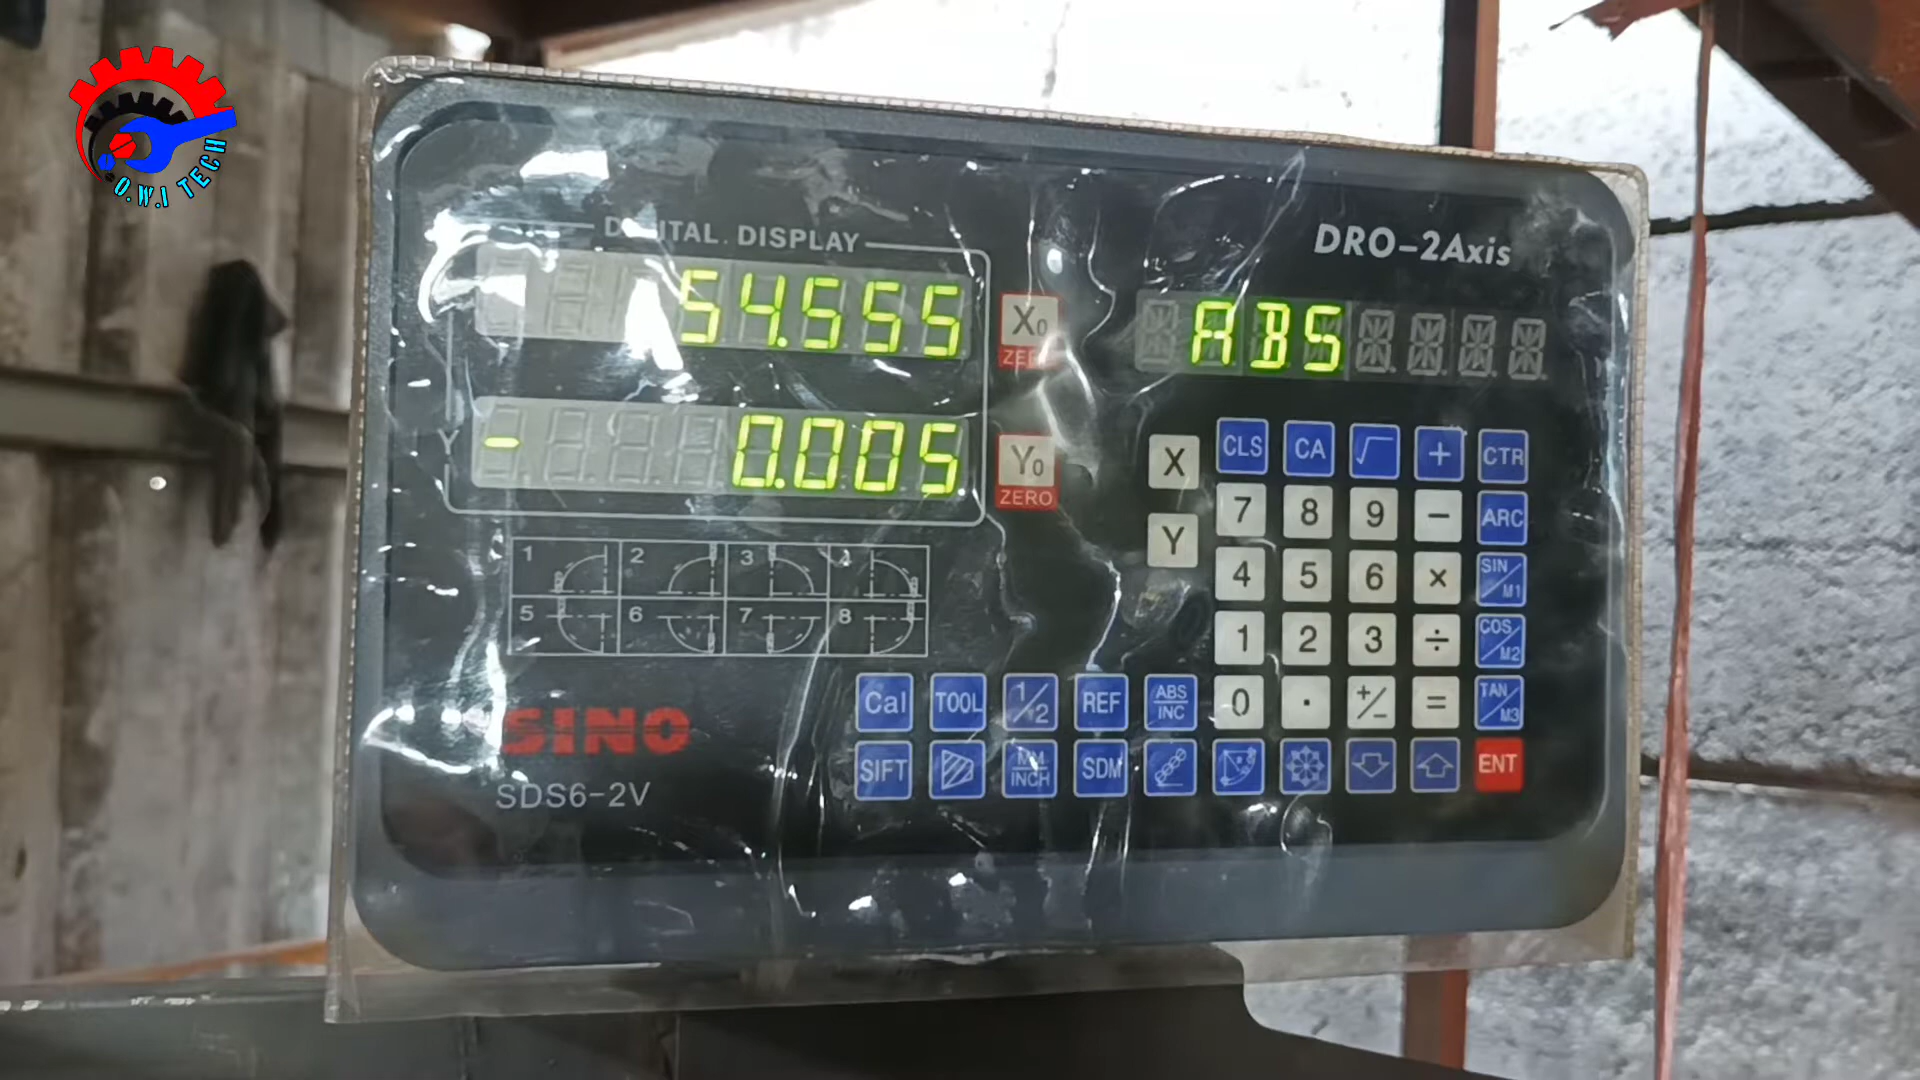 O.W.I TECH
DIGITAL DISPLAY
DRO-2Axis
54.555
X0
ZERO
ABS
Y
- 0.005
Y0
ZERO
X
CLS CA √ + CTR
7 8 9 − ARC
Y
4 5 6 × SIN/M1
1 2 3 ÷ COS/M2
0 . +/− = TAN/M3
1 2 3 4
5 6 7 8
Cal TOOL 1/2 REF ABS/INC
SIFT MM/INCH SDM ENT
SINO
SDS6-2V